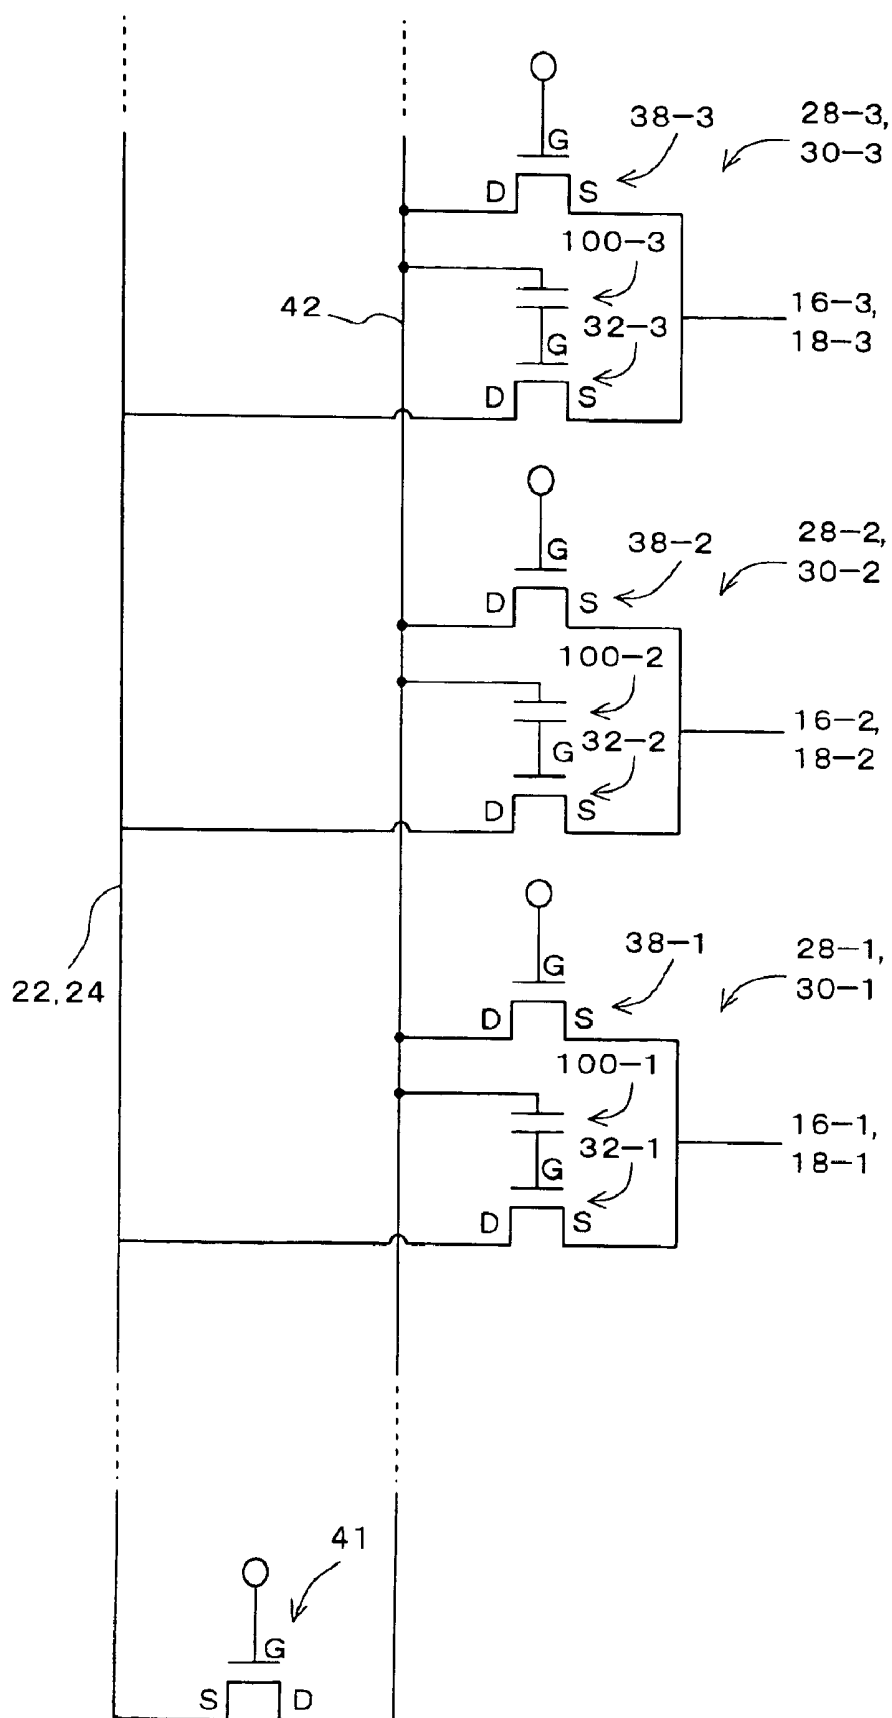 G
38-3
28-3,
30-3
D
S
100-3
42
32-3
16-3,
18-3
G
D
S
G
38-2
28-2,
30-2
D
S
100-2
32-2
16-2,
18-2
G
D
S
22,24
G
38-1
28-1,
30-1
D
S
100-1
32-1
16-1,
18-1
G
D
S
41
G
S
D